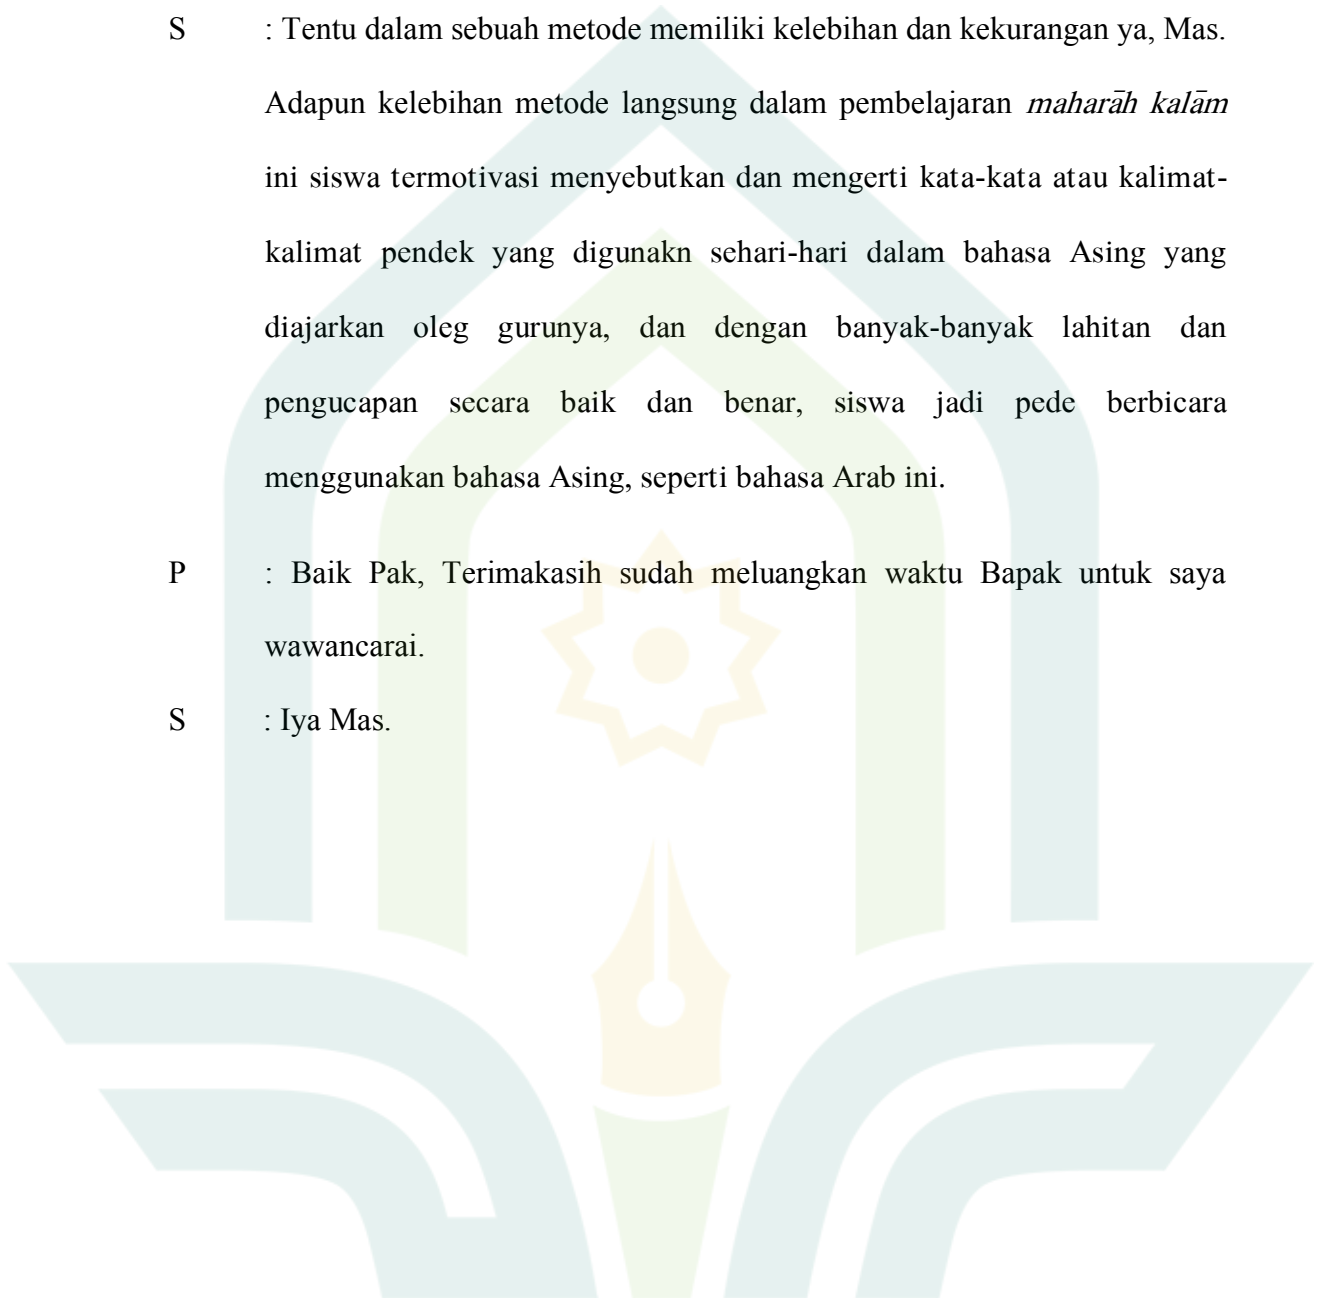 S : Tentu dalam sebuah metode memiliki kelebihan dan kekurangan ya, Mas.
Adapun kelebihan metode langsung dalam pembelajaran maharāh kalām
ini siswa termotivasi menyebutkan dan mengerti kata-kata atau kalimat-
kalimat pendek yang digunakn sehari-hari dalam bahasa Asing yang
diajarkan oleg gurunya, dan dengan banyak-banyak lahitan dan
pengucapan secara baik dan benar, siswa jadi pede berbicara
menggunakan bahasa Asing, seperti bahasa Arab ini.
P : Baik Pak, Terimakasih sudah meluangkan waktu Bapak untuk saya
wawancarai.
S : Iya Mas.